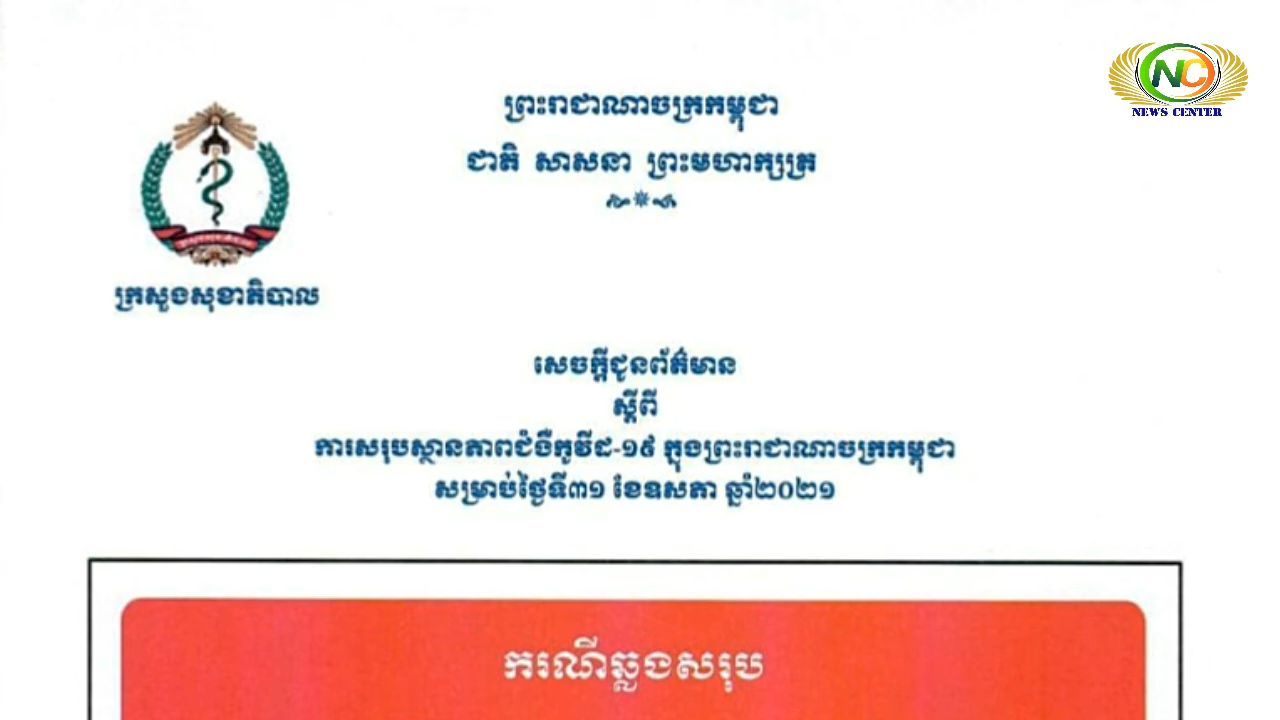 NC
NEWS CENTER
ព្រះរាជាណាចក្រកម្ពុជា
ជាតិ សាសនា ព្រះមហាក្សត្រ
ក្រសួងសុខាភិបាល
សេចក្តីជូនព័ត៌មាន
ស្តីពី
ការសរុបស្ថានភាពជំងឺកូវីដ-១៩ ក្នុងព្រះរាជាណាចក្រកម្ពុជា
សម្រាប់ថ្ងៃទី៣១ ខែឧសភា ឆ្នាំ២០២១
ករណីឆ្លងសរុប